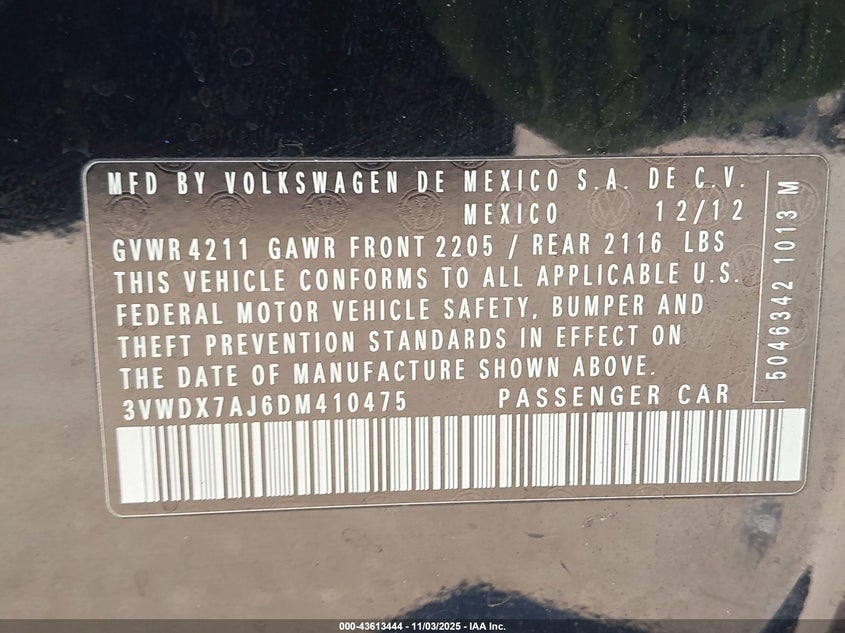 MFD BY VOLKSWAGEN DE MEXICO S.A. DE C.V.
MEXICO 12/12
GVWR 4211 GAWR FRONT 2205 / REAR 2116 LBS
THIS VEHICLE CONFORMS TO ALL APPLICABLE U.S.
FEDERAL MOTOR VEHICLE SAFETY, BUMPER AND
THEFT PREVENTION STANDARDS IN EFFECT ON
THE DATE OF MANUFACTURE SHOWN ABOVE.
3VWDX7AJ6DM410475 PASSENGER CAR
5046342 1013 M
000-43613444 - 11/03/2025 - IAA Inc.